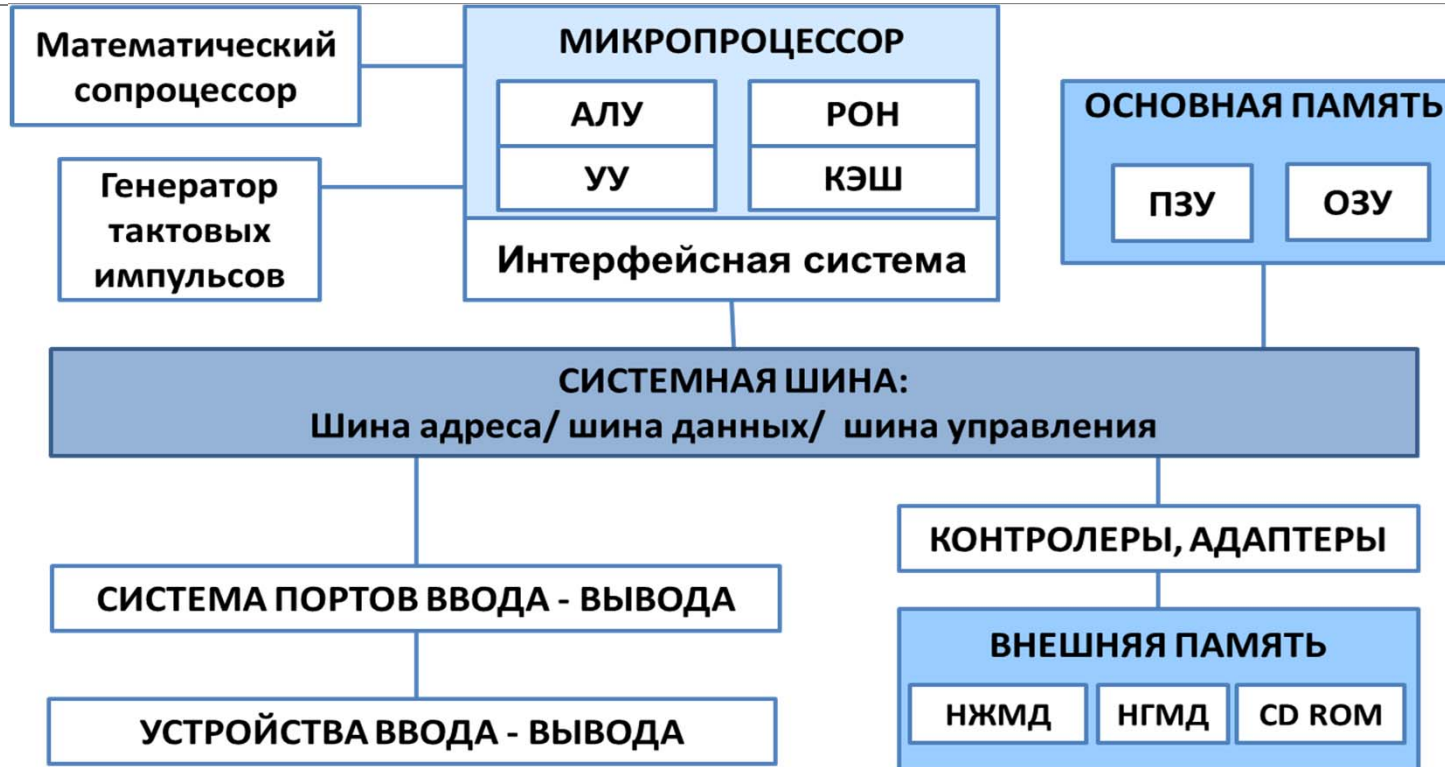 Математический
сопроцессор
МИКРОПРОЦЕССОР
АЛУ
РОН
УУ
КЭШ
Интерфейсная система
ОСНОВНАЯ ПАМЯТЬ
ПЗУ
ОЗУ
Генератор
тактовых
импульсов
СИСТЕМНАЯ ШИНА:
Шина адреса/ шина данных/ шина управления
СИСТЕМА ПОРТОВ ВВОДА - ВЫВОДА
УСТРОЙСТВА ВВОДА - ВЫВОДА
КОНТРОЛЕРЫ, АДАПТЕРЫ
ВНЕШНЯЯ ПАМЯТЬ
НЖМД
НГМД
CD ROM